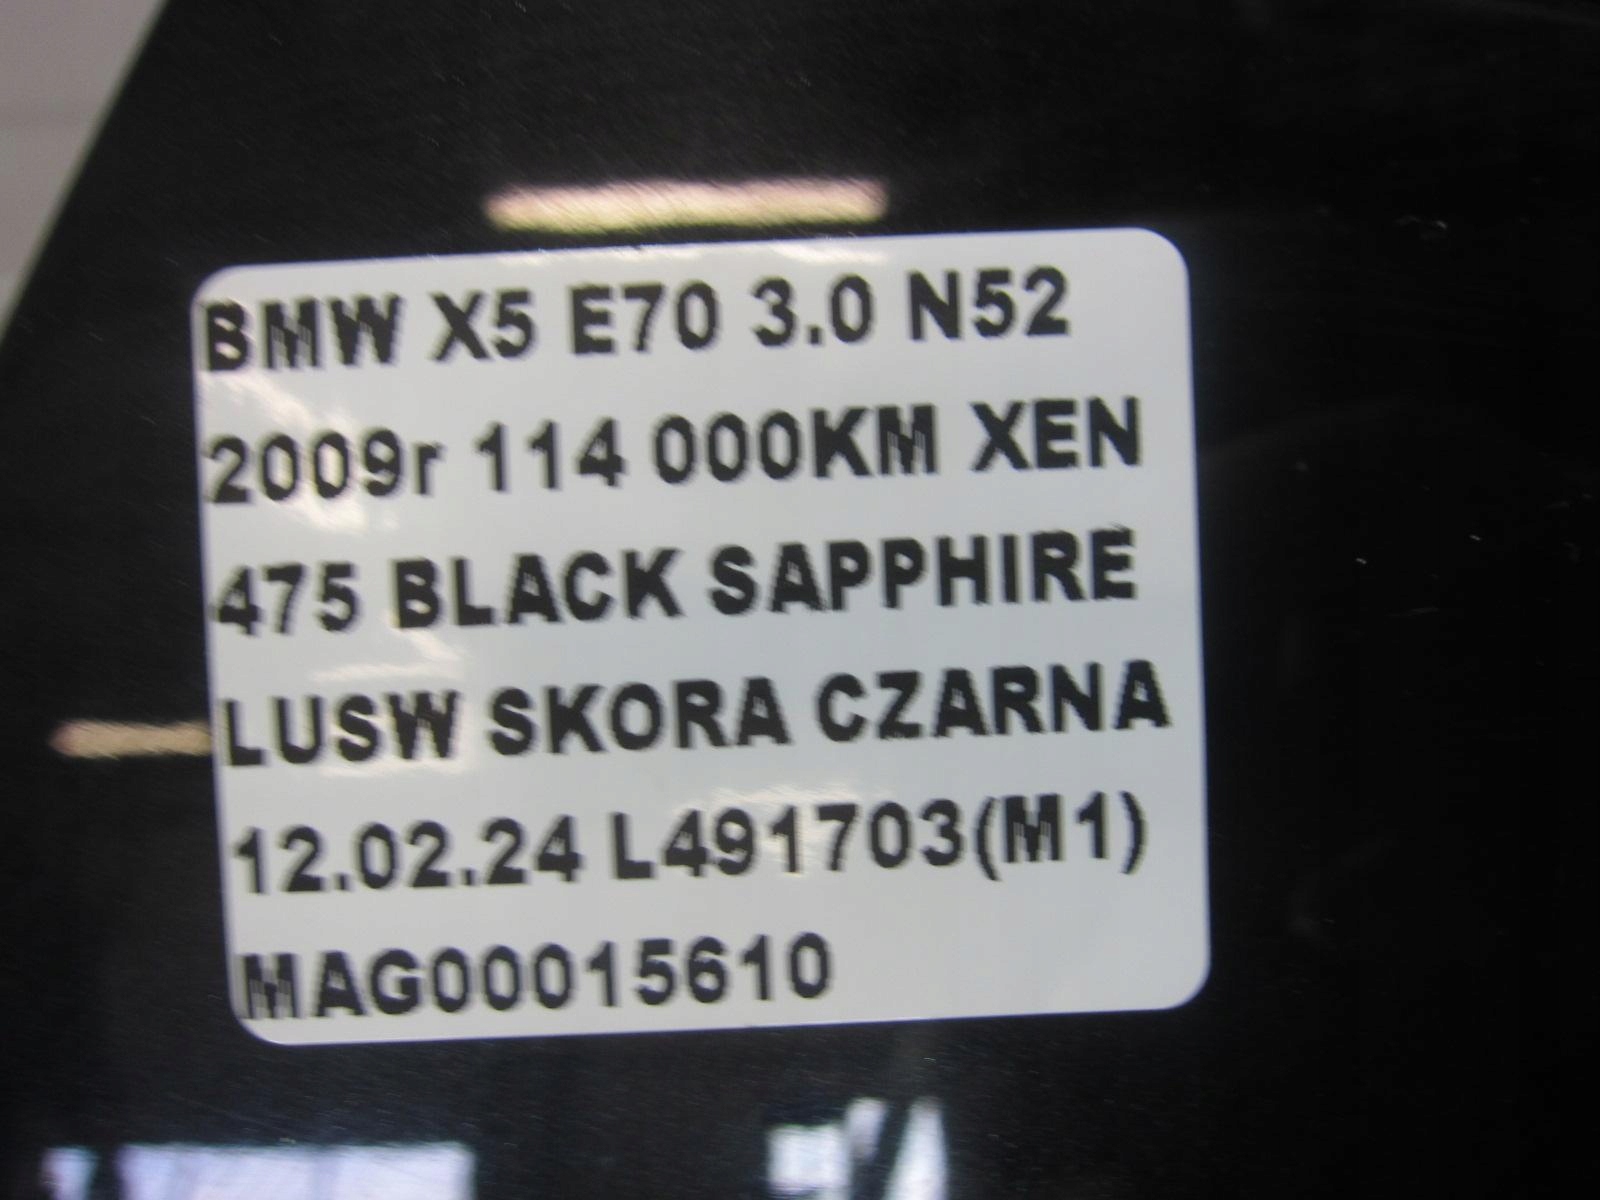 BMW X5 E70 3.0 N52
2009r 114 000KM XEN
475 BLACK SAPPHIRE
LUSW SKORA CZARNA
12.02.24 L491703(M1)
MAG00015610